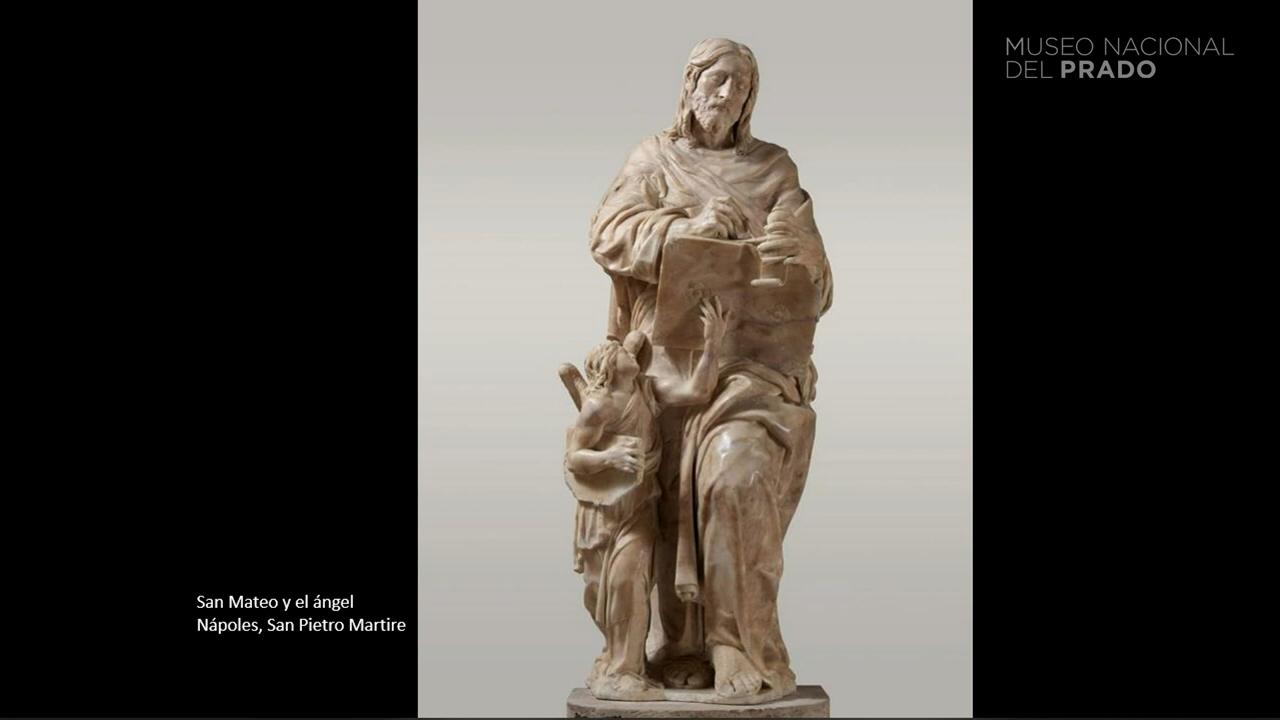 MUSEO NACIONAL
DEL PRADO
San Mateo y el ángel
Nápoles, San Pietro Martire